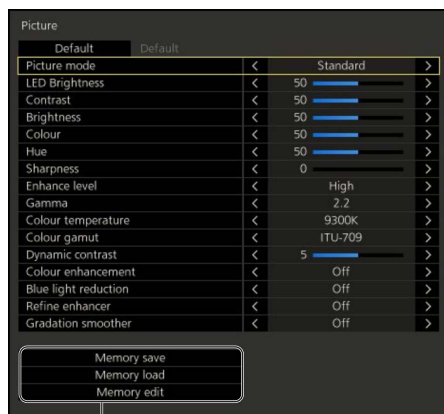 Picture
Default Default
Picture mode < Standard >
LED Brightness < 50 >
Contrast < 50 >
Brightness < 50 >
Colour < 50 >
Hue < 50 >
Sharpness < 0 >
Enhance level < High >
Gamma < 2.2 >
Colour temperature < 9300K >
Colour gamut < ITU-709 >
Dynamic contrast < 5 >
Colour enhancement < Off >
Blue light reduction < Off >
Refine enhancer < Off >
Gradation smoother < Off >
Memory save
Memory load
Memory edit